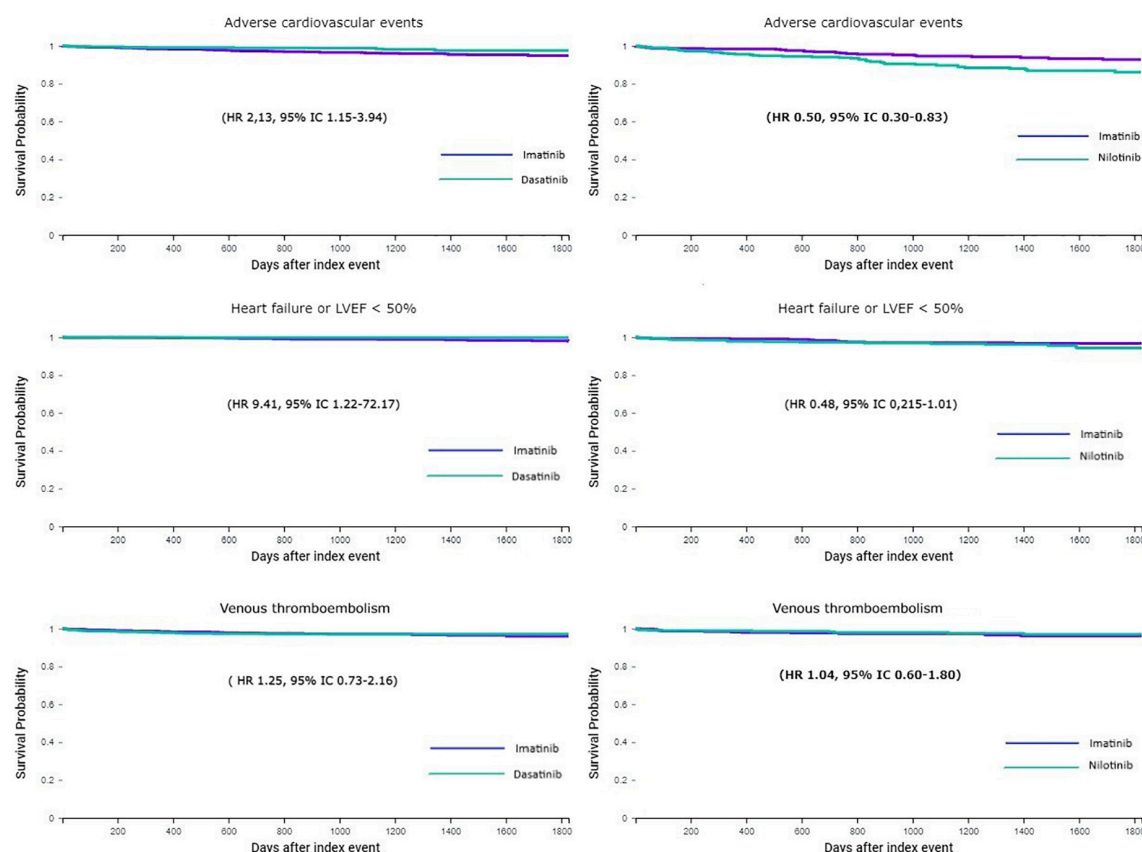 Adverse cardiovascular events
Survival Probability
1
0.8
0.6
0.4
0.2
0
(HR 2,13, 95% IC 1.15-3.94)
Imatinib
Dasatinib
200 400 600 800 1000 1200 1400 1600 1800
Days after index event
Adverse cardiovascular events
Survival Probability
1
0.8
0.6
0.4
0.2
0
(HR 0.50, 95% IC 0.30-0.83)
Imatinib
Nilotinib
200 400 600 800 1000 1200 1400 1600 1800
Days after index event
Heart failure or LVEF < 50%
Survival Probability
1
0.8
0.6
0.4
0.2
0
(HR 9.41, 95% IC 1.22-72.17)
Imatinib
Dasatinib
200 400 600 800 1000 1200 1400 1600 1800
Days after index event
Heart failure or LVEF < 50%
Survival Probability
1
0.8
0.6
0.4
0.2
0
(HR 0.48, 95% IC 0,215-1.01)
Imatinib
Nilotinib
200 400 600 800 1000 1200 1400 1600 1800
Days after index event
Venous thromboembolism
Survival Probability
1
0.8
0.6
0.4
0.2
0
( HR 1.25, 95% IC 0.73-2.16)
Imatinib
Dasatinib
200 400 600 800 1000 1200 1400 1600 1800
Days after index event
Venous thromboembolism
Survival Probability
1
0.8
0.6
0.4
0.2
0
(HR 1.04, 95% IC 0.60-1.80)
Imatinib
Nilotinib
200 400 600 800 1000 1200 1400 1600 1800
Days after index event